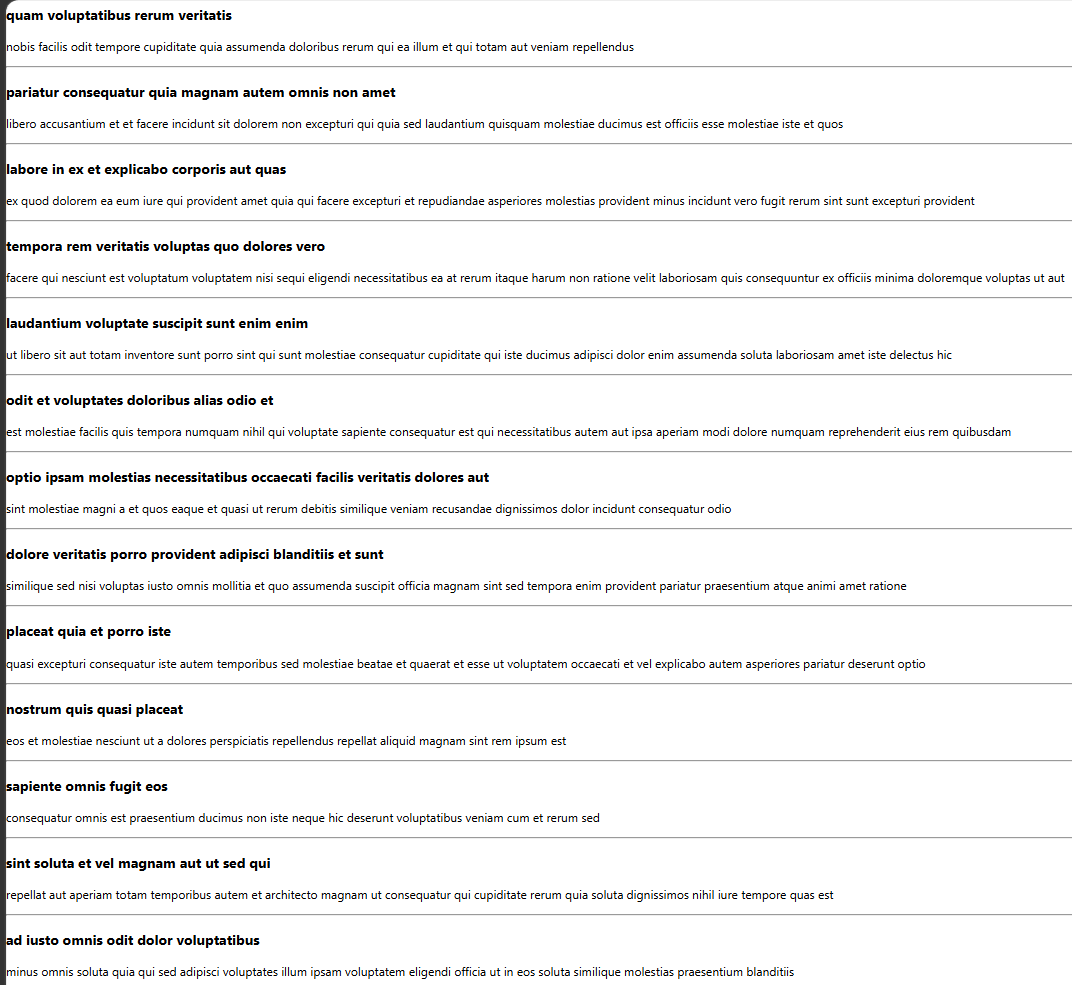 quam voluptatibus rerum veritatis
nobis facilis odit tempore cupiditate quia assumenda doloribus rerum qui ea illum et qui totam aut veniam repellendus
pariatur consequatur quia magnam autem omnis non amet
libero accusantium et et facere incidunt sit dolorem non excepturi qui quia sed laudantium quisquam molestiae ducimus est officiis esse molestiae iste et quos
labore in ex et explicabo corporis aut quas
ex quod dolorem ea eum iure qui provident amet quia qui facere excepturi et repudiandae asperiores molestias provident minus incidunt vero fugit rerum sint sunt excepturi provident
tempora rem veritatis voluptas quo dolores vero
facere qui nesciunt est voluptatum voluptatem nisi sequi eligendi necessitatibus ea at rerum itaque harum non ratione velit laboriosam quis consequuntur ex officiis minima doloremque voluptas ut aut
laudantium voluptate suscipit sunt enim enim
ut libero sit aut totam inventore sunt porro sint qui sunt molestiae consequatur cupiditate qui iste ducimus adipisci dolor enim assumenda soluta laboriosam amet iste delectus hic
odit et voluptates doloribus alias odio et
est molestiae facilis quis tempora numquam nihil qui voluptate sapiente consequatur est qui necessitatibus autem aut ipsa aperiam modi dolore numquam reprehenderit eius rem quibusdam
optio ipsam molestias necessitatibus occaecati facilis veritatis dolores aut
sint molestiae magni a et quos eaque et quasi ut rerum debitis similique veniam recusandae dignissimos dolor incidunt consequatur odio
dolore veritatis porro provident adipisci blanditiis et sunt
similique sed nisi voluptas iusto omnis mollitia et quo assumenda suscipit officia magnam sint sed tempora enim provident pariatur praesentium atque animi amet ratione
placeat quia et porro iste
quasi excepturi consequatur iste autem temporibus sed molestiae beatae et quaerat et esse ut voluptatem occaecati et vel explicabo autem asperiores pariatur deserunt optio
nostrum quis quasi placeat
eos et molestiae nesciunt ut a dolores perspiciatis repellendus repellat aliquid magnam sint rem ipsum est
sapiente omnis fugit eos
consequatur omnis est praesentium ducimus non iste neque hic deserunt voluptatibus veniam cum et rerum sed
sint soluta et vel magnam aut ut sed qui
repellat aut aperiam totam temporibus autem et architecto magnam ut consequatur qui cupiditate rerum quia soluta dignissimos nihil iure tempore quas est
ad iusto omnis odit dolor voluptatibus
minus omnis soluta quia qui sed adipisci voluptates illum ipsam voluptatem eligendi officia ut in eos soluta similique molestias praesentium blanditiis